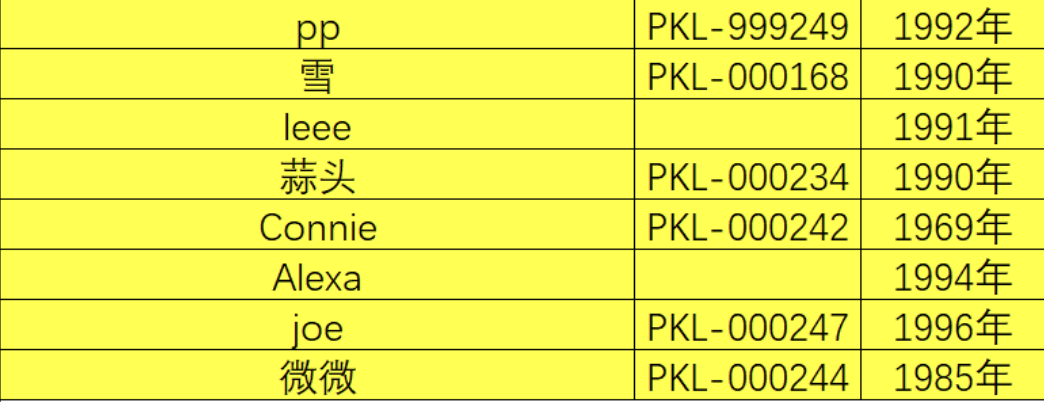 pp PKL-999249 1992年
雪 PKL-000168 1990年
leee 1991年
蒜头 PKL-000234 1990年
Connie PKL-000242 1969年
Alexa 1994年
joe PKL-000247 1996年
微微 PKL-000244 1985年